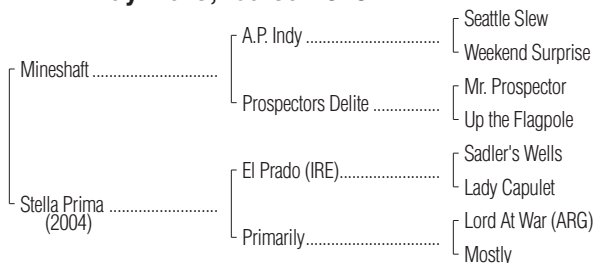 Seattle Slew
A.P. Indy ................................
Weekend Surprise
Mineshaft ..............................
Mr. Prospector
Prospectors Delite ................
Up the Flagpole
Sadler's Wells
El Prado (IRE)........................
Lady Capulet
Stella Prima ..........................
(2004)
Lord At War (ARG)
Primarily................................
Mostly